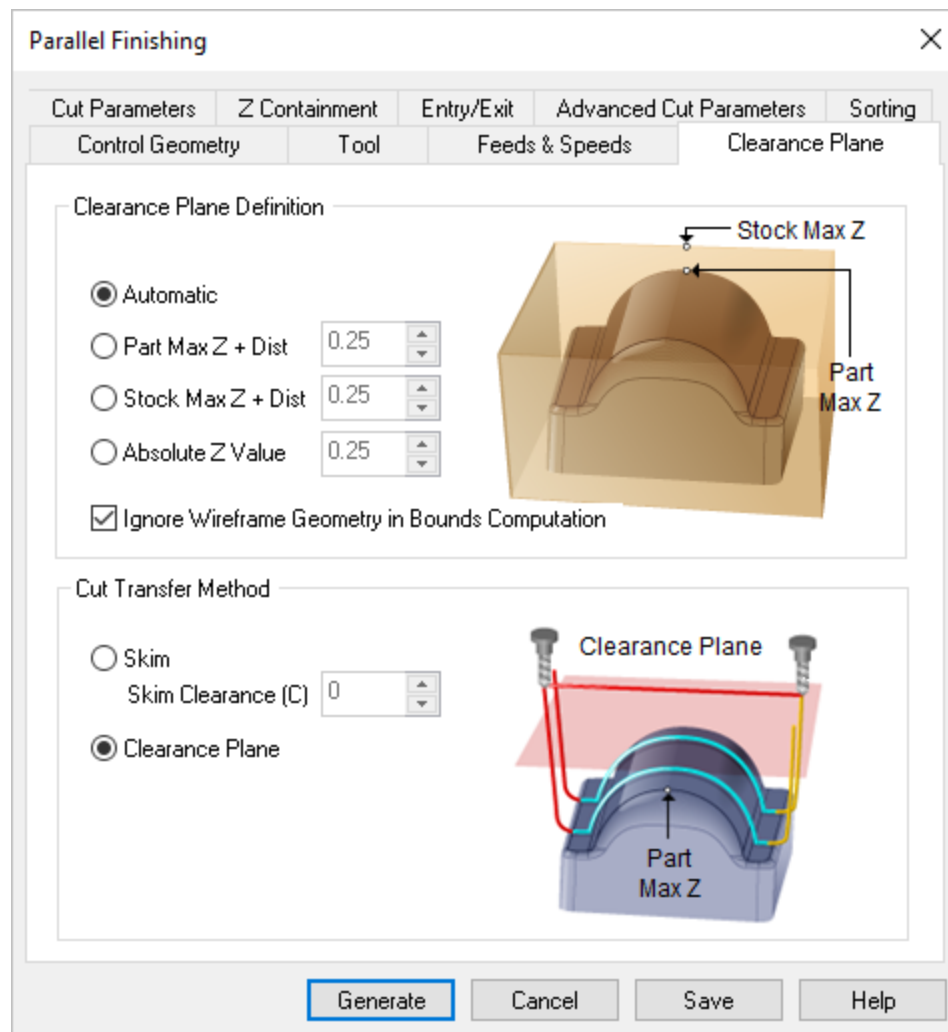 Parallel Finishing
Cut Parameters
Z Containment
Entry/Exit
Advanced Cut Parameters
Sorting
Control Geometry
Tool
Feeds & Speeds
Clearance Plane
Clearance Plane Definition
Automatic
Part Max Z + Dist
0.25
Stock Max Z + Dist
0.25
Absolute Z Value
0.25
Ignore Wireframe Geometry in Bounds Computation
Stock Max Z
Part
Max Z
Cut Transfer Method
Skim
Skim Clearance (C)
0
Clearance Plane
Clearance Plane
Part
Max Z
Generate
Cancel
Save
Help